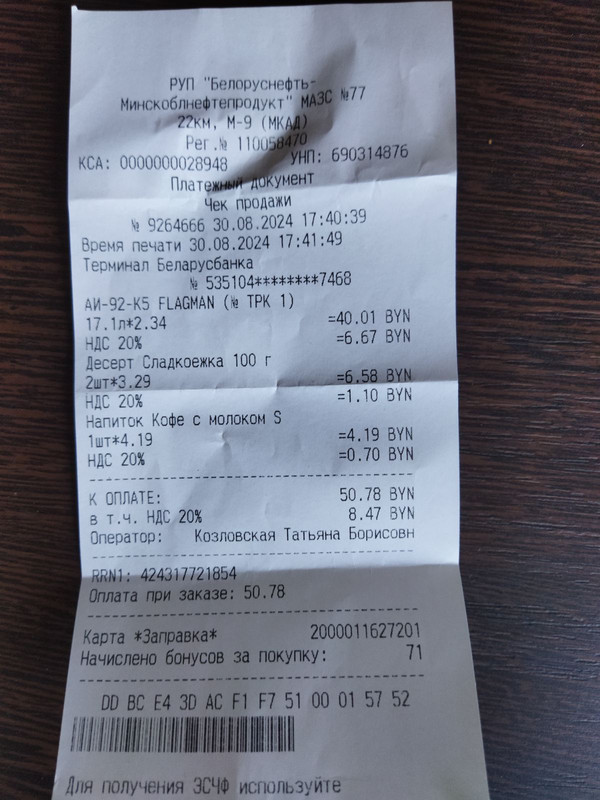 РУП "Белоруснефть-
Минскоблнефтепродукт" МАЗС №77
22км, М-9 (МКАД)
Рег.№ 110058470
КСА: 0000000028948 УНП: 690314876
Платежный документ
Чек продажи
№ 9264666 30.08.2024 17:40:39
Время печати 30.08.2024 17:41:49
Терминал Беларусбанка
№ 535104********7468
АИ-92-К5 FLAGMAN (№ ТРК 1)
17.1л*2.34 =40.01 BYN
НДС 20% =6.67 BYN
Десерт Сладкоежка 100 г
2шт*3.29 =6.58 BYN
НДС 20% =1.10 BYN
Напиток Кофе с молоком S
1шт*4.19 =4.19 BYN
НДС 20% =0.70 BYN
К ОПЛАТЕ: 50.78 BYN
в т.ч. НДС 20% 8.47 BYN
Оператор: Козловская Татьяна Борисовн
RRN1: 424317721854
Оплата при заказе: 50.78
Карта *Заправка* 2000011627201
Начислено бонусов за покупку: 71
DD BC E4 3D AC F1 F7 51 00 01 57 52
Для получения ЭСЧФ используйте